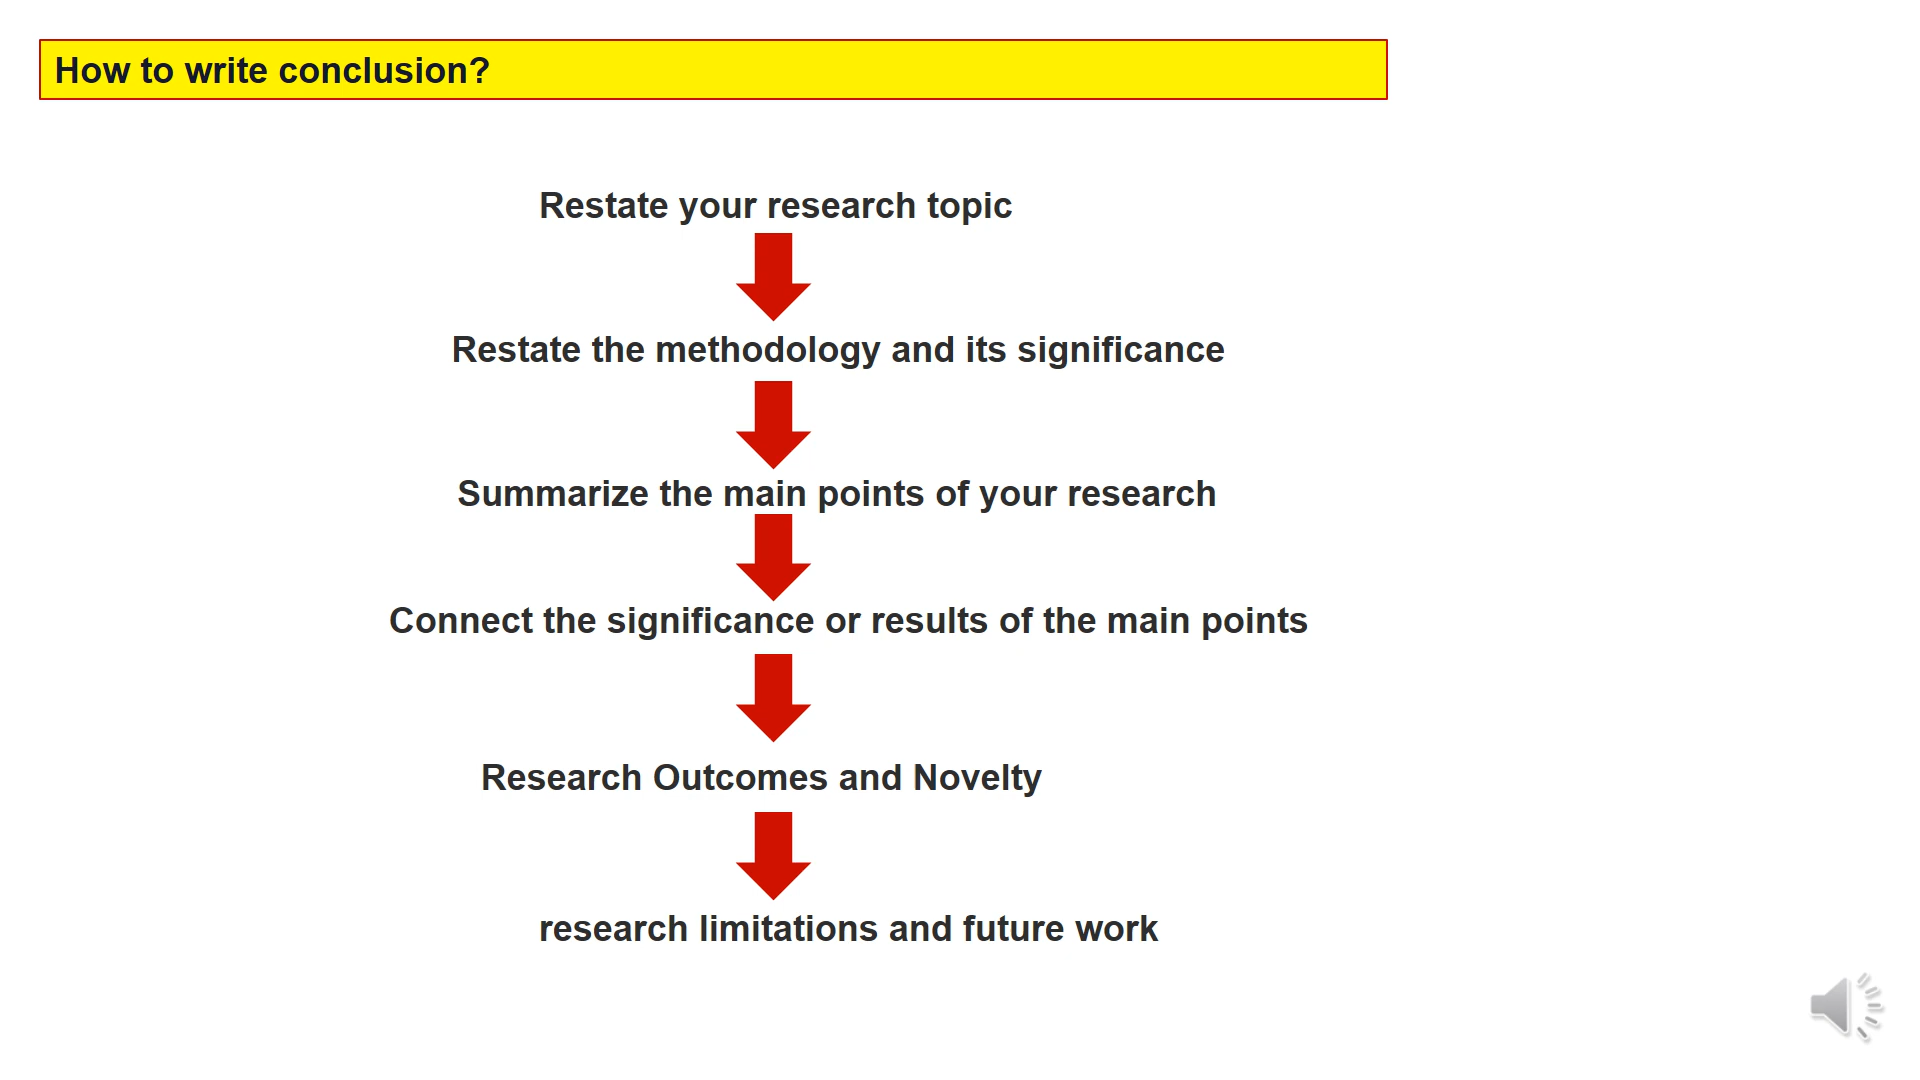 How to write conclusion?
Restate your research topic
Restate the methodology and its significance
Summarize the main points of your research
Connect the significance or results of the main points
Research Outcomes and Novelty
research limitations and future work